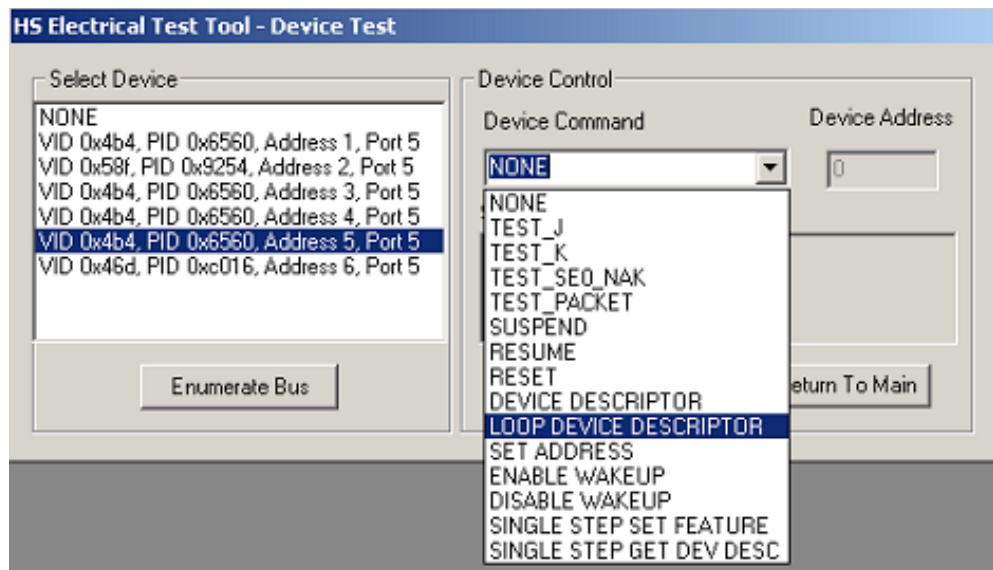 HS Electrical Test Tool - Device Test
Select Device
NONE
VID 0x4b4, PID 0x6560, Address 1, Port 5
VID 0x58f, PID 0x9254, Address 2, Port 5
VID 0x4b4, PID 0x6560, Address 3, Port 5
VID 0x4b4, PID 0x6560, Address 4, Port 5
VID 0x4b4, PID 0x6560, Address 5, Port 5
VID 0x46d, PID 0xc016, Address 6, Port 5
Enumerate Bus
Device Control
Device Command
Device Address
NONE
0
NONE
TEST_J
TEST_K
TEST_SE0_NAK
TEST_PACKET
SUSPEND
RESUME
RESET
DEVICE DESCRIPTOR
LOOP DEVICE DESCRIPTOR
SET ADDRESS
ENABLE WAKEUP
DISABLE WAKEUP
SINGLE STEP SET FEATURE
SINGLE STEP GET DEV DESC
eturn To Main